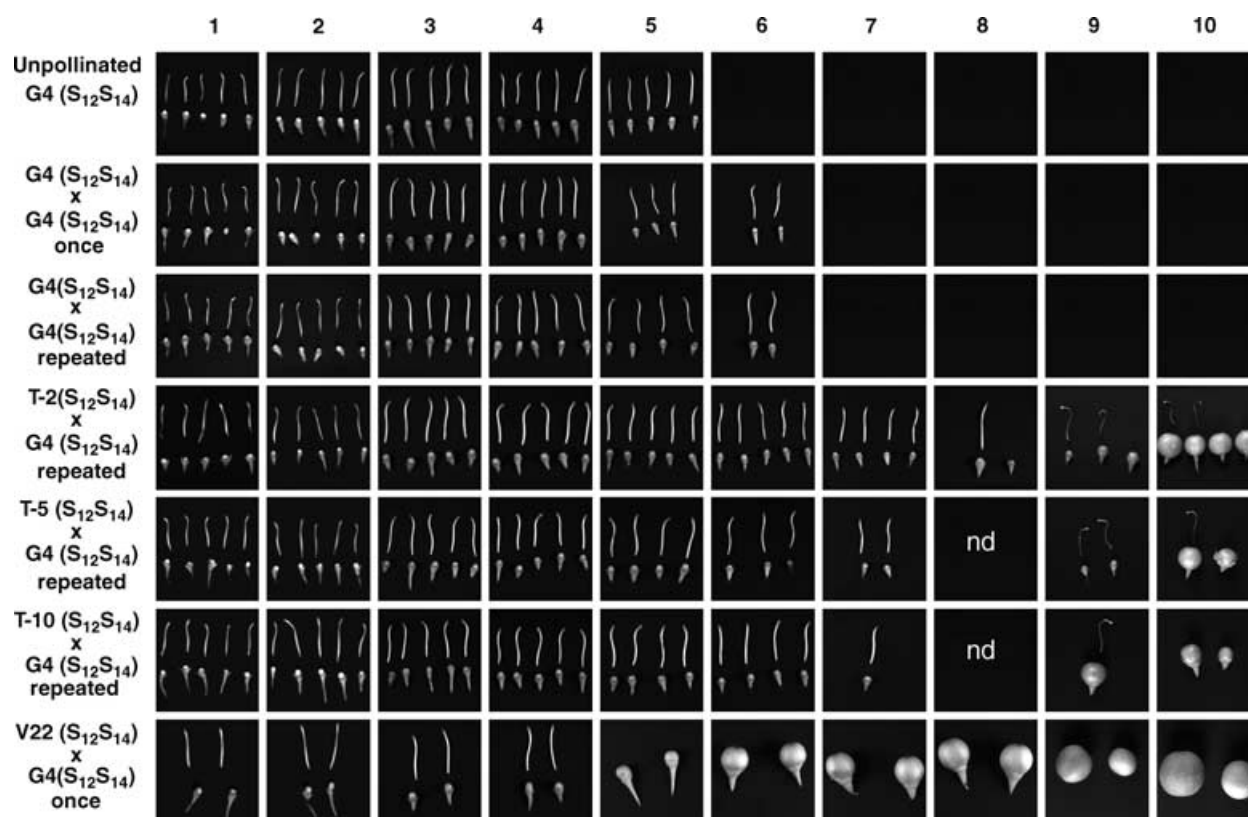 1 2 3 4 5 6 7 8 9 10
Unpollinated
G4 (S₁₂S₁₄)
G4 (S₁₂S₁₄)
x
G4 (S₁₂S₁₄)
once
G4(S₁₂S₁₄)
x
G4(S₁₂S₁₄)
repeated
T-2(S₁₂S₁₄)
x
G4 (S₁₂S₁₄)
repeated
T-5 (S₁₂S₁₄)
x
G4 (S₁₂S₁₄)
repeated
nd
T-10 (S₁₂S₁₄)
x
G4 (S₁₂S₁₄)
repeated
nd
V22 (S₁₂S₁₄)
x
G4(S₁₂S₁₄)
once